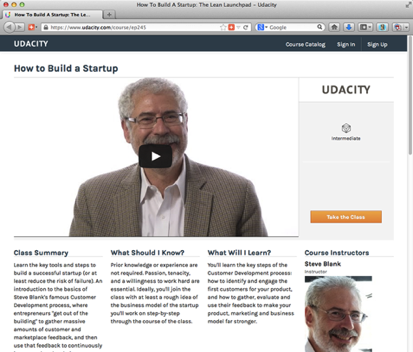 How To Build A Startup: The Lean Launchpad – Udacity
How To Build A Startup: The Le...
https://www.udacity.com/course/ep245
Google
UDACITY
Course Catalog
Sign In
Sign Up
How to Build a Startup
UDACITY
Intermediate
Take the Class
Class Summary
Learn the key tools and steps to
build a successful startup (or at
least reduce the risk of failure). An
introduction to the basics of
Steve Blank's famous Customer
Development process, where
entrepreneurs "get out of the
building" to gather massive
amounts of customer and
marketplace feedback, and then
use that feedback to continuously
What Should I Know?
Prior knowledge or experience are
not required. Passion, tenacity,
and a willingness to work hard are
essential. Ideally, you'll join the
class with at least a rough idea of
the business model of the startup
you'll work on step-by-step
through the course of the class.
What Will I Learn?
You'll learn the key steps of the
Customer Development process:
how to identify and engage the
first customers for your product,
and how to gather, evaluate and
use their feedback to make your
product, marketing and business
model far stronger.
Course Instructors
Steve Blank
Instructor